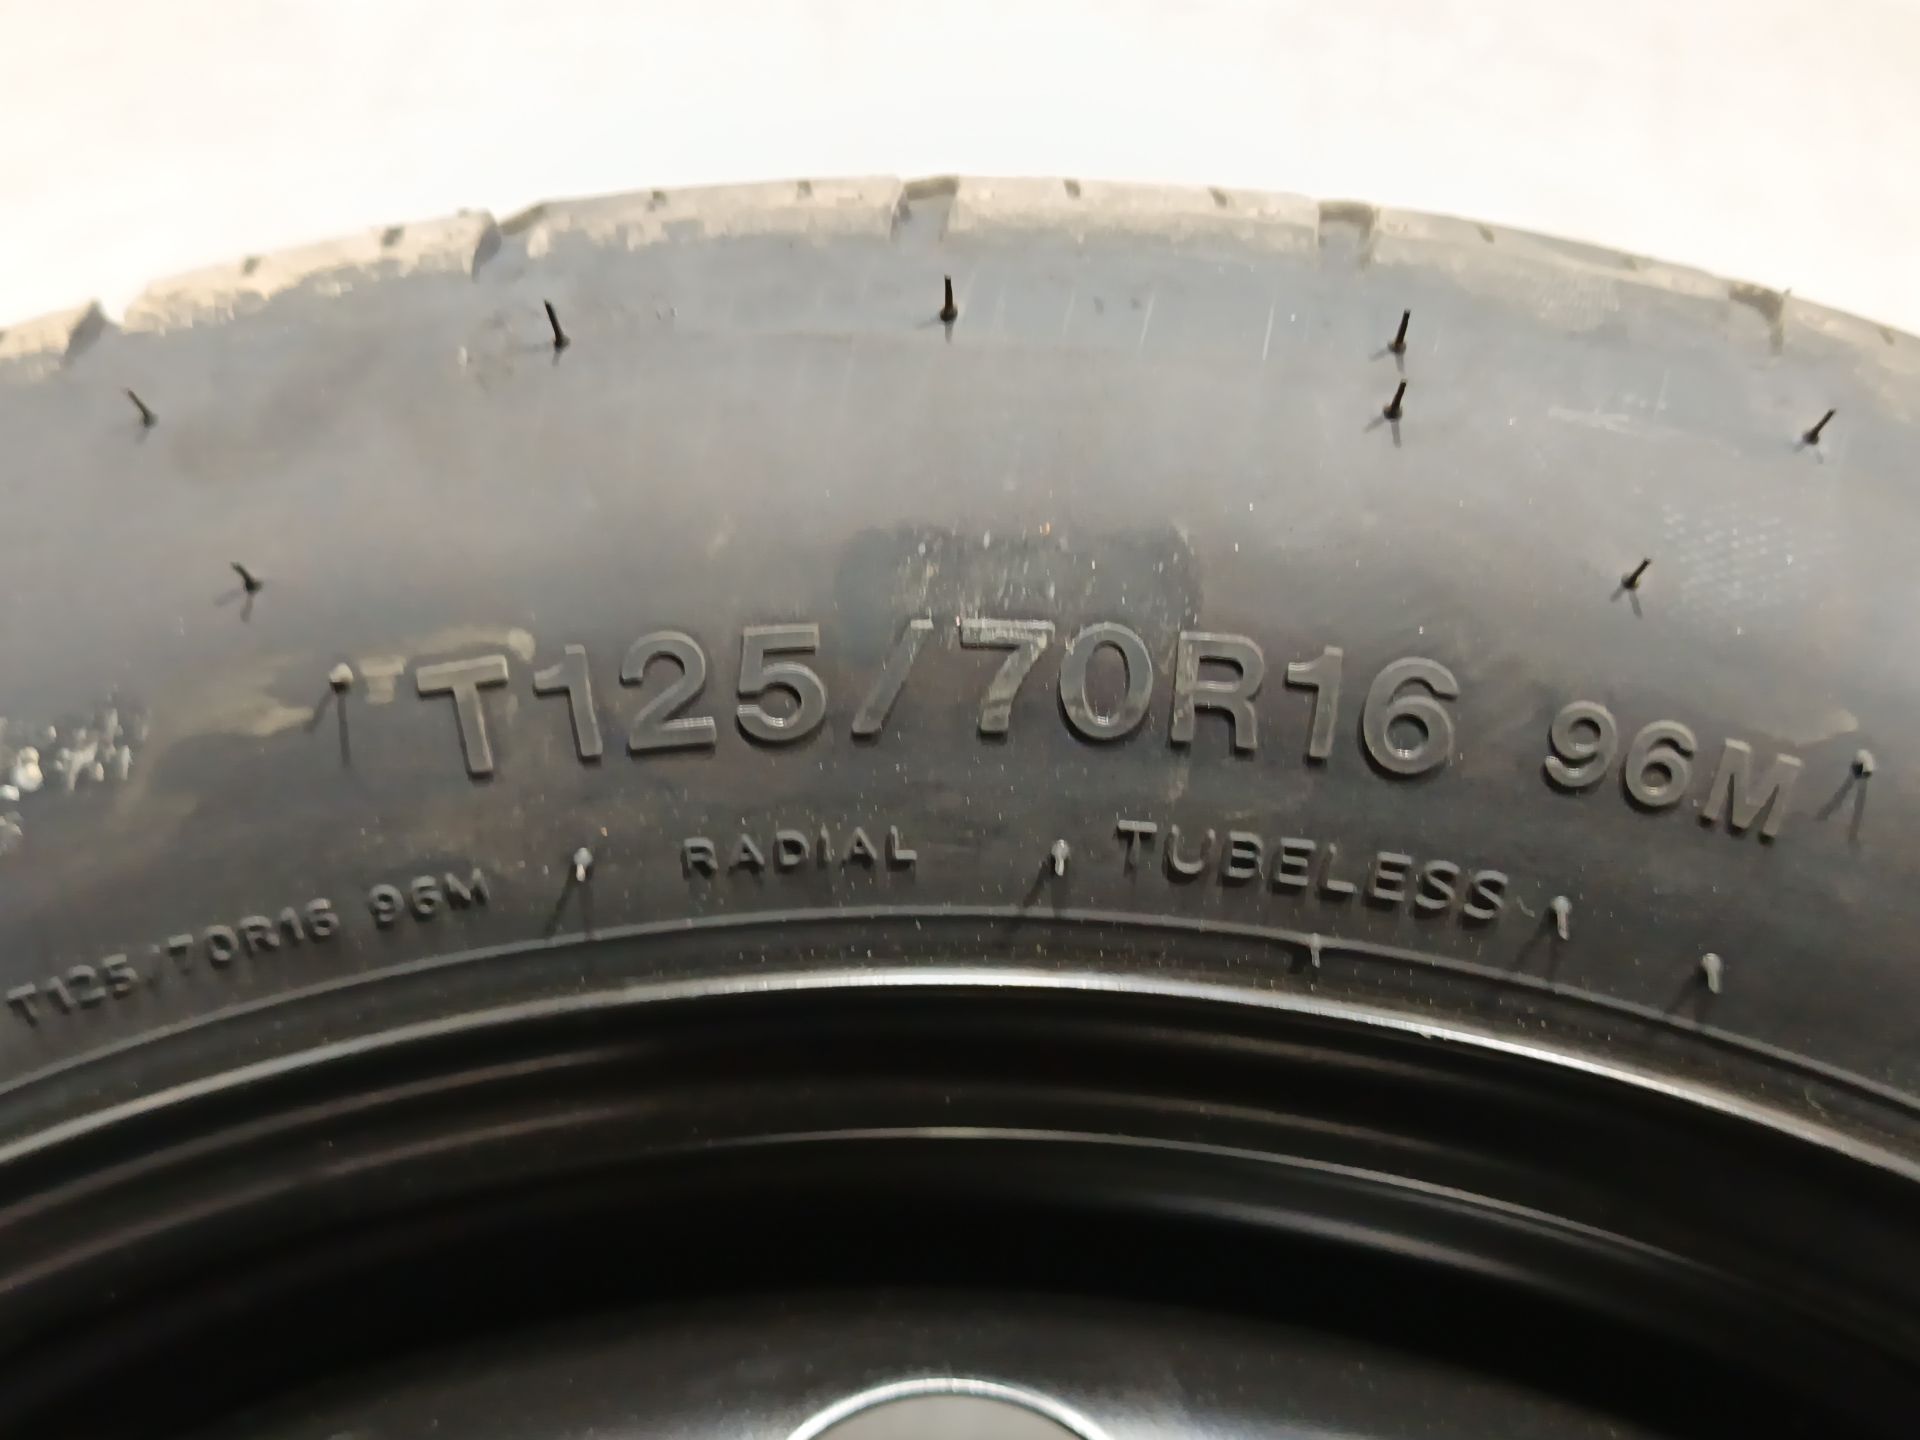 T125/70R16 96M
T125/70R16 96M RADIAL TUBELESS